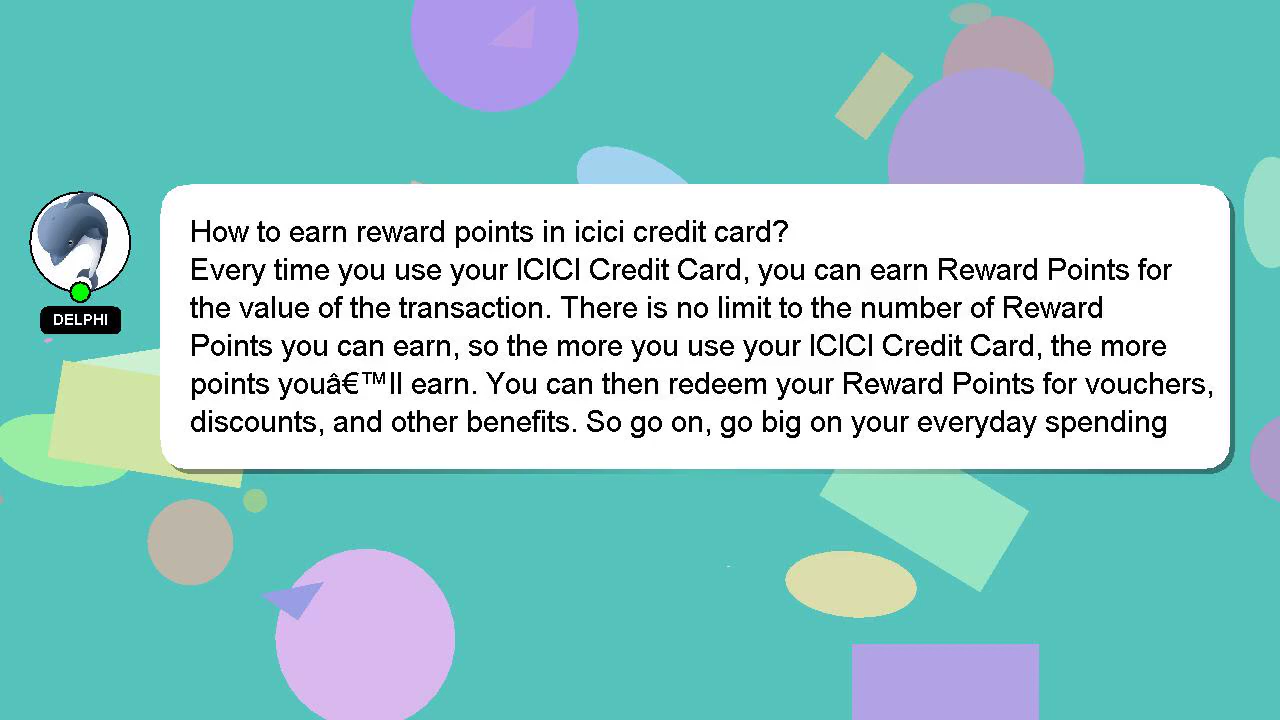 DELPHI
How to earn reward points in icici credit card?
Every time you use your ICICI Credit Card, you can earn Reward Points for
the value of the transaction. There is no limit to the number of Reward
Points you can earn, so the more you use your ICICI Credit Card, the more
points youâ€™ll earn. You can then redeem your Reward Points for vouchers,
discounts, and other benefits. So go on, go big on your everyday spending